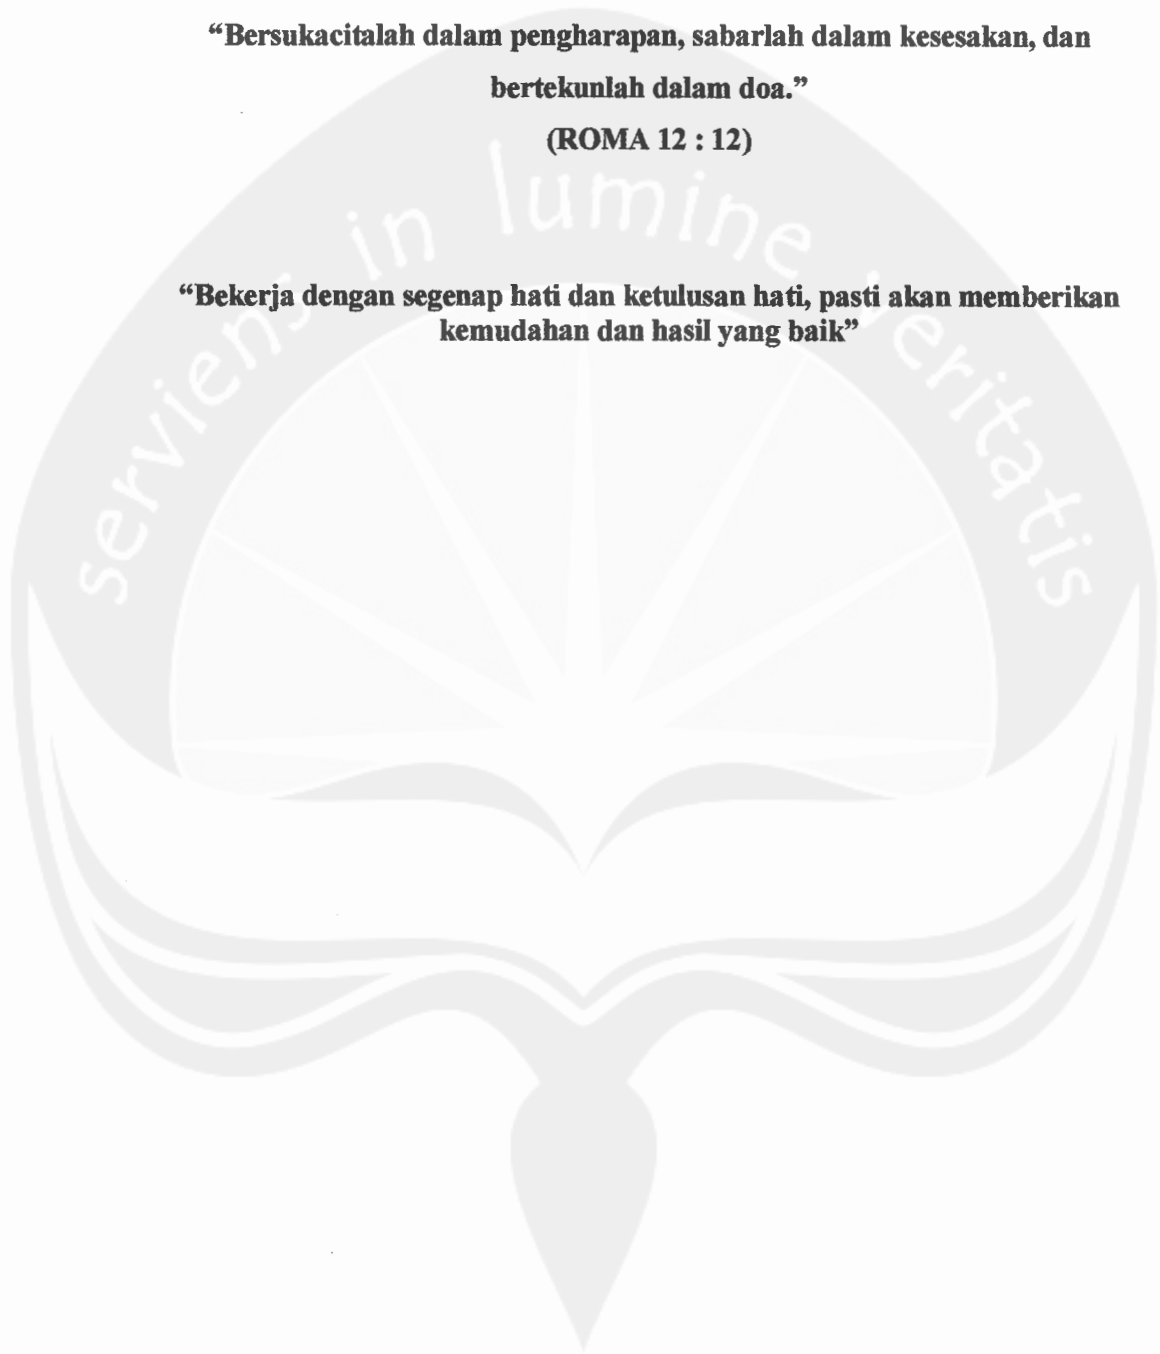 “Bersukacitalah dalam pengharapan, sabarlah dalam kesesakan, dan
bertekunlah dalam doa.”
(ROMA 12 : 12)
serviens in lumine veritatis
“Bekerja dengan segenap hati dan ketulusan hati, pasti akan memberikan
kemudahan dan hasil yang baik”